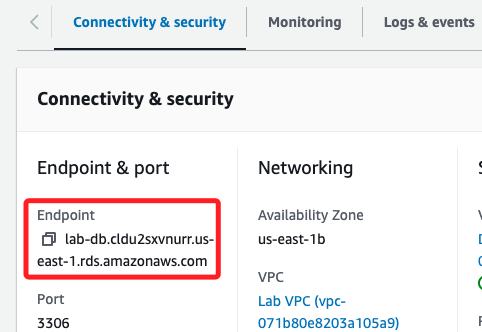 Connectivity & security Monitoring Logs & events
Connectivity & security
Endpoint & port
Endpoint
lab-db.cldu2sxvnurr.us-
east-1.rds.amazonaws.com
Port
3306
Networking
Availability Zone
us-east-1b
VPC
Lab VPC (vpc-
071b80e8203a105a9)